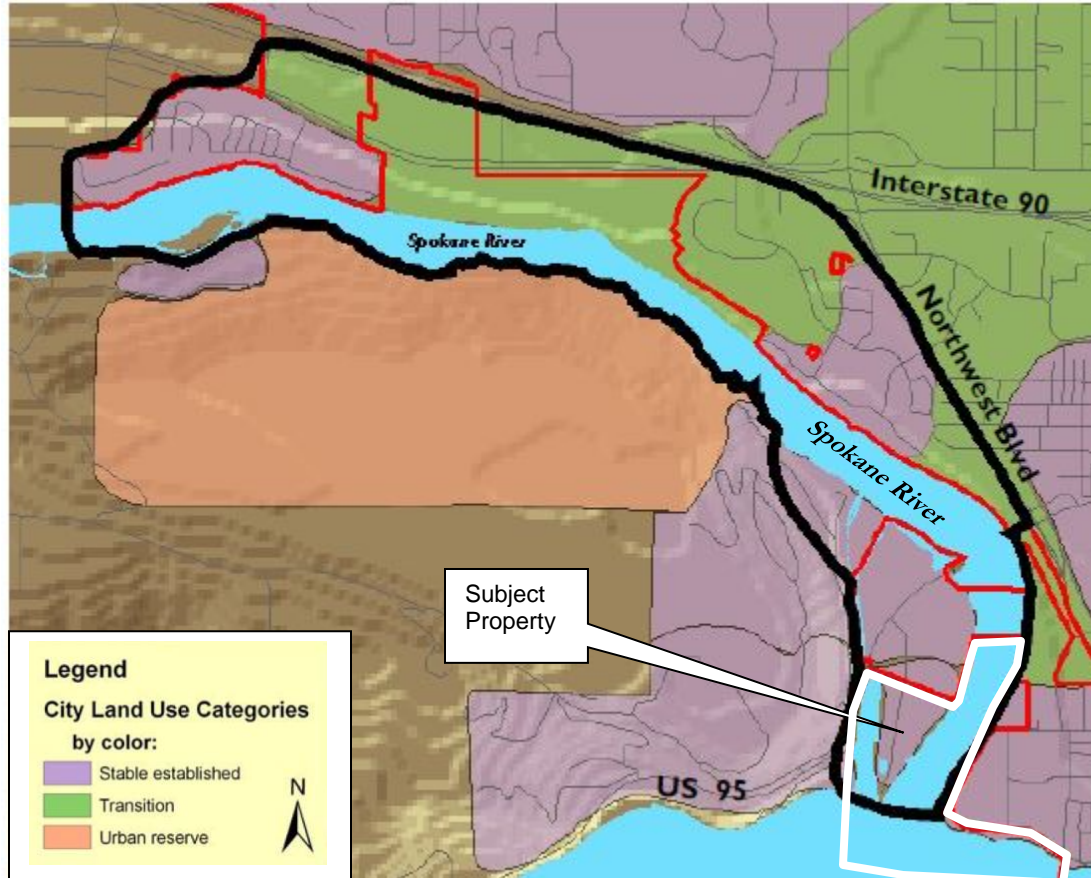 Interstate 90
Spokane River
Northwest Blvd
Spokane River
Subject
Property
US 95
Legend
City Land Use Categories
by color:
Stable established
Transition
Urban reserve
N